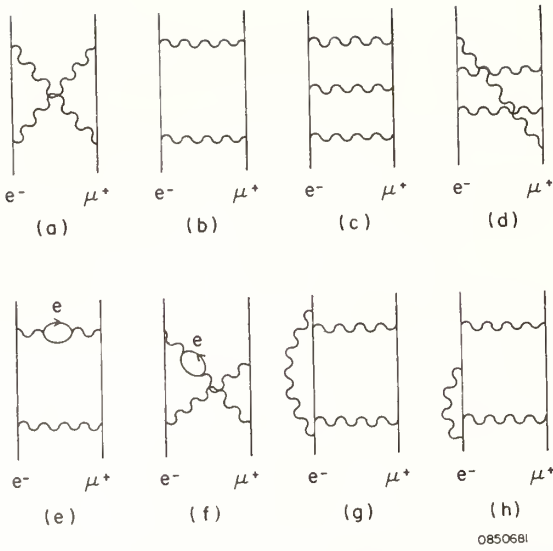 e⁻ μ⁺ e⁻ μ⁺ e⁻ μ⁺ e⁻ μ⁺
(a) (b) (c) (d)
e e
e⁻ μ⁺ e⁻ μ⁺ e⁻ μ⁺ e⁻ μ⁺
(e) (f) (g) (h)
0850681